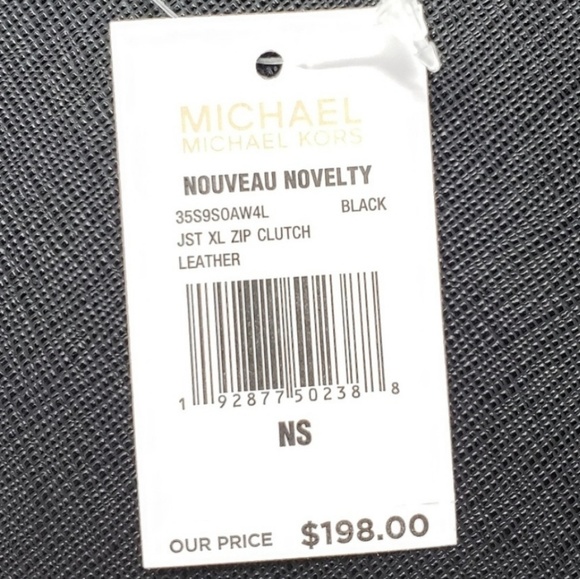 MICHAEL
MICHAEL KORS
NOUVEAU NOVELTY
35S9SOAW4L BLACK
JST XL ZIP CLUTCH
LEATHER
1 92877 50238 8
NS
OUR PRICE $198.00